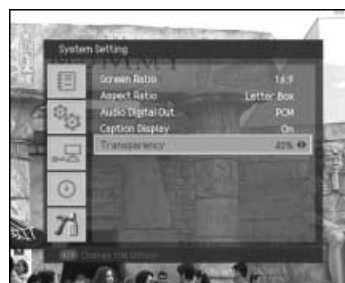 System Setting
Screen Ratio 16:9
Aspect Ratio Letter Box
Audio Digital Out PCM
Caption Display On
Transparency 40%
Change the Option